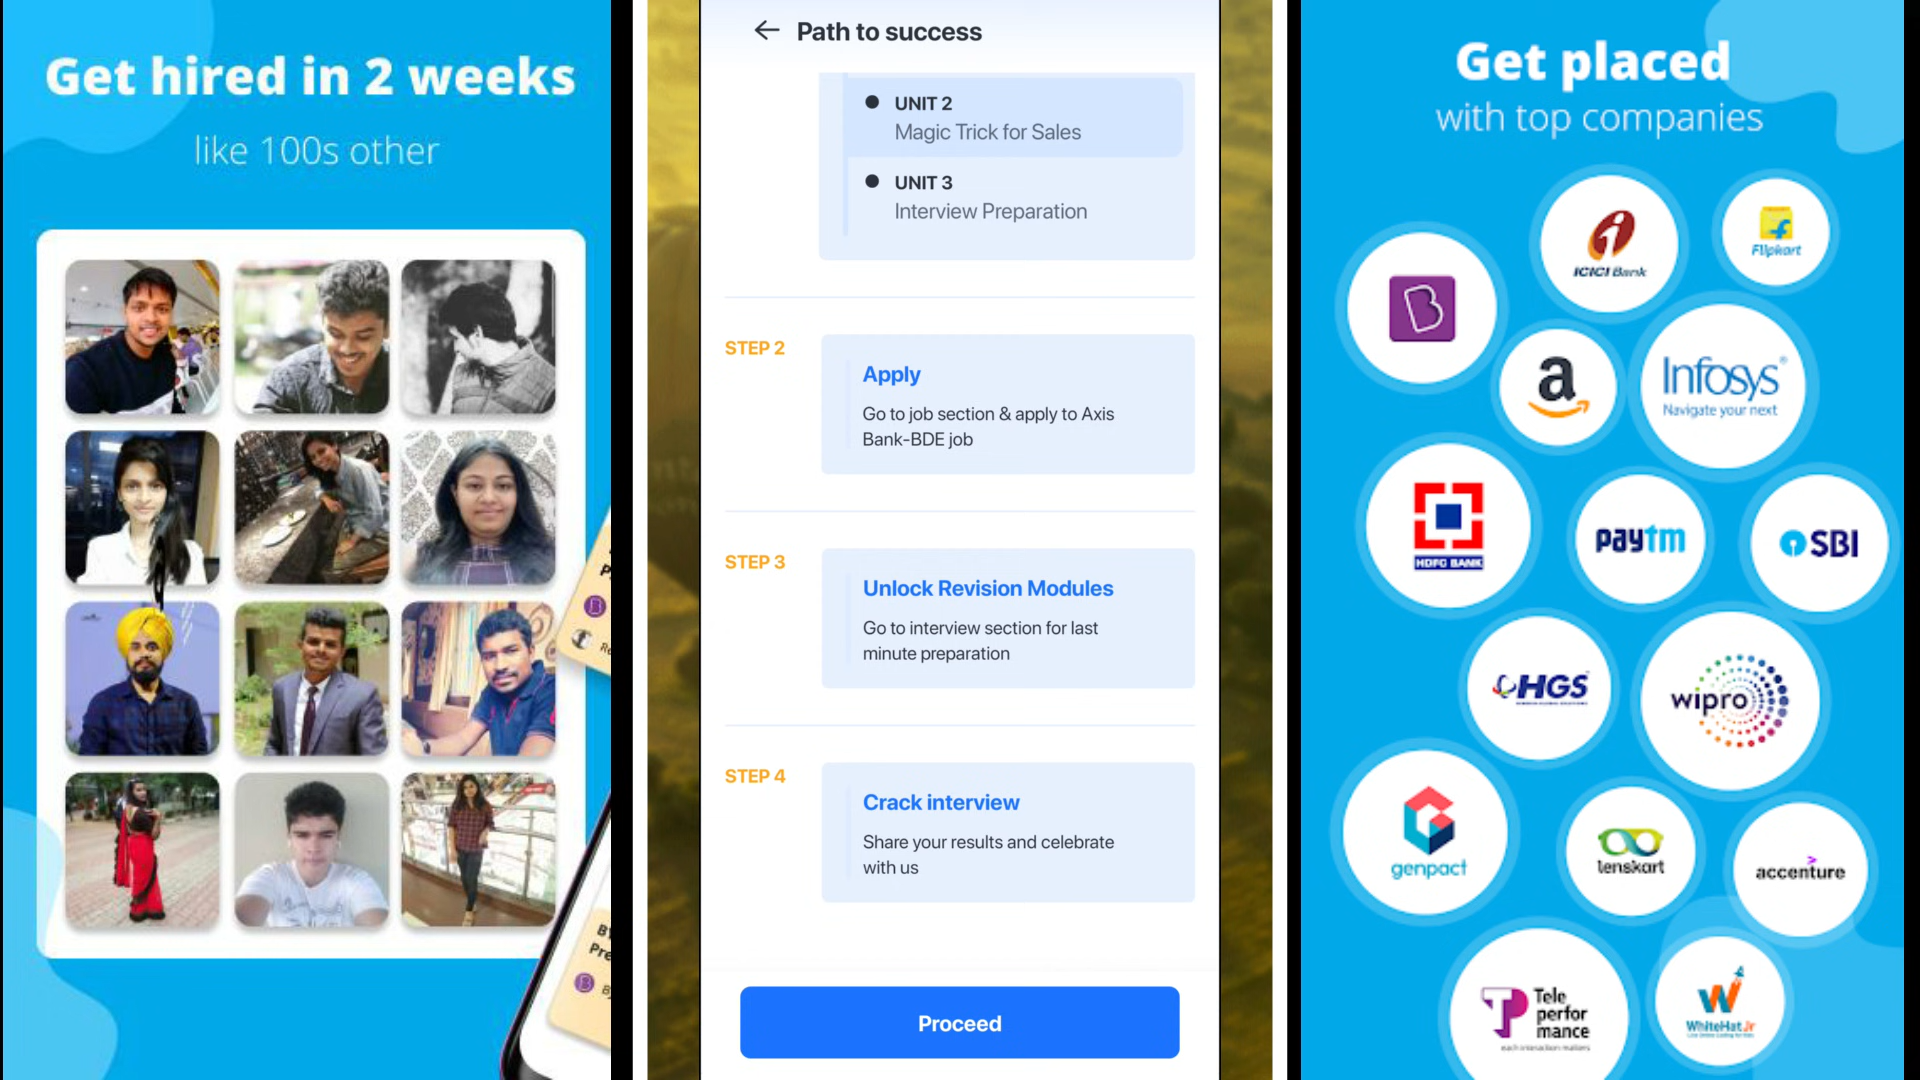 Get hired in 2 weeks
like 100s other
Path to success
UNIT 2
Magic Trick for Sales
UNIT 3
Interview Preparation
STEP 2
Apply
Go to job section & apply to Axis
Bank-BDE job
STEP 3
Unlock Revision Modules
Go to interview section for last
minute preparation
STEP 4
Crack interview
Share your results and celebrate
with us
Proceed
Get placed
with top companies
ICICI Bank
Flipkart
B
a
Infosys
Navigate your next
HDFC BANK
paytm
SBI
HGS
wipro
genpact
lenskart
accenture
Tele
perfor
mance
each interaction matters
WhiteHat Jr